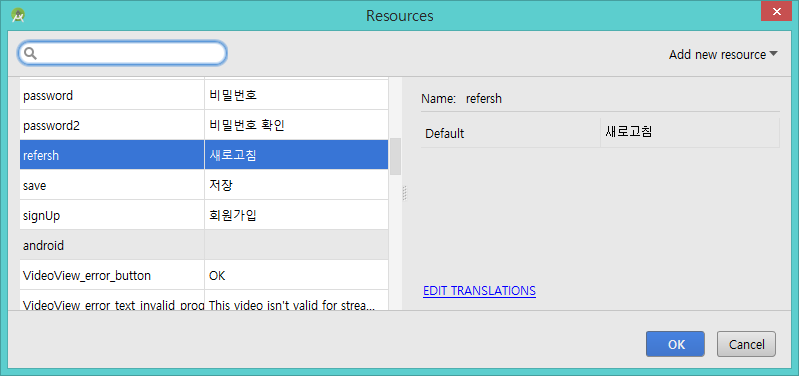 Resources
Add new resource
password 비밀번호
password2 비밀번호 확인
refersh 새로고침
save 저장
signUp 회원가입
android
VideoView_error_button OK
VideoView_error_text_invalid_prog This video isn't valid for strea...
Name: refersh
Default 새로고침
EDIT TRANSLATIONS
OK Cancel